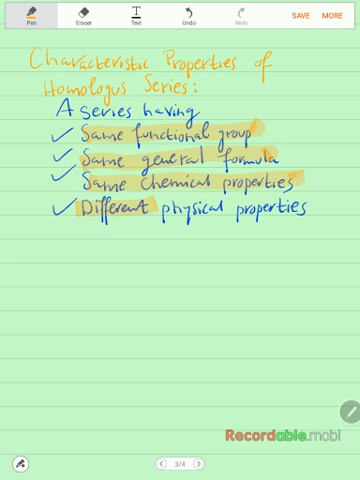 Pen
Eraser
Text
Undo
Redo
SAVE
MORE
Characteristic Properties of
Homologus Series:
A series having
✓ Same functional group
✓ Same general formula
✓ Same chemical properties
✓ Different physical properties
Recordable.mobi
3/4